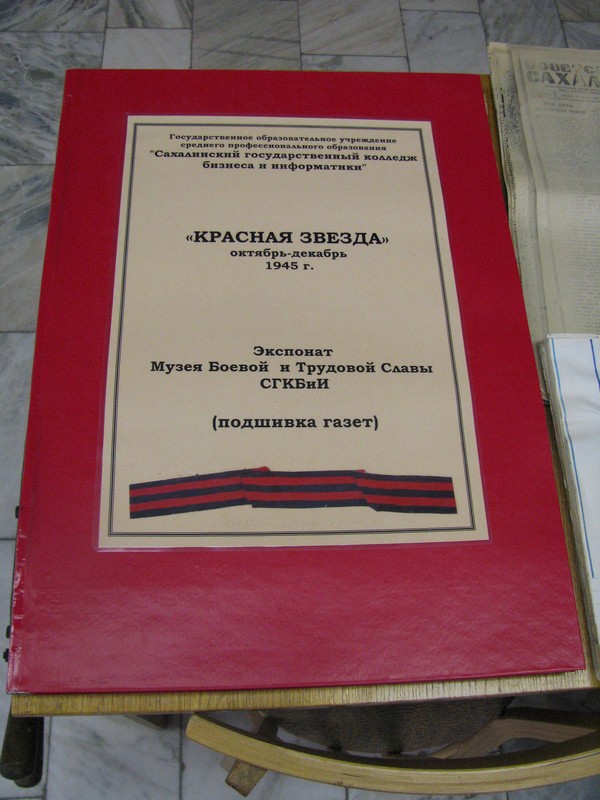 Государственное образовательное учреждение
среднего профессионального образования
"Сахалинский государственный колледж
бизнеса и информатики"
«КРАСНАЯ ЗВЕЗДА»
октябрь-декабрь
1945 г.
Экспонат
Музея Боевой и Трудовой Славы
СГКБиИ
(подшивка газет)